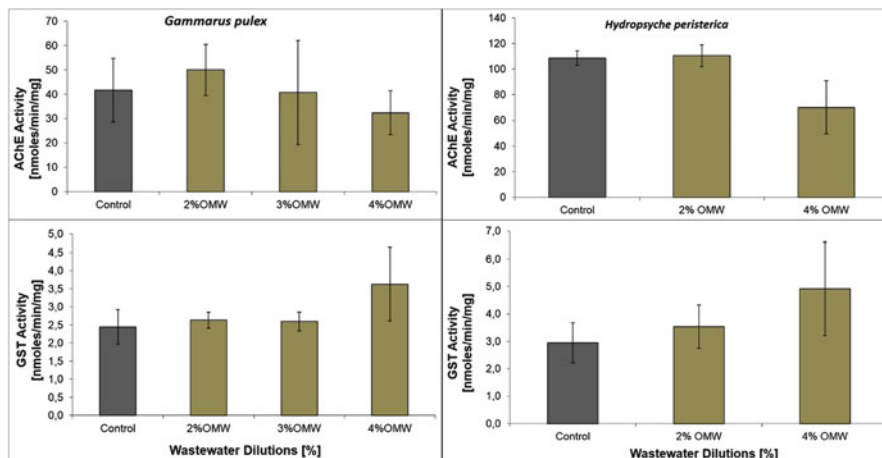 Gammarus pulex
AChE Activity
[nmoles/min/mg]
70
60
50
40
30
20
10
0
Control
2%OMW
3%OMW
4%OMW
Hydropsyche peristerica
AChE Activity
[nmoles/min/mg]
140
120
100
80
60
40
20
0
Control
2% OMW
4% OMW
GST Activity
[nmoles/min/mg]
5,0
4,5
4,0
3,5
3,0
2,5
2,0
1,5
1,0
0,5
0,0
Control
2%OMW
3%OMW
4%OMW
Wastewater Dilutions [%]
GST Activity
[nmoles/min/mg]
7,0
6,0
5,0
4,0
3,0
2,0
1,0
0,0
Control
2% OMW
4% OMW
Wastewater Dilutions [%]